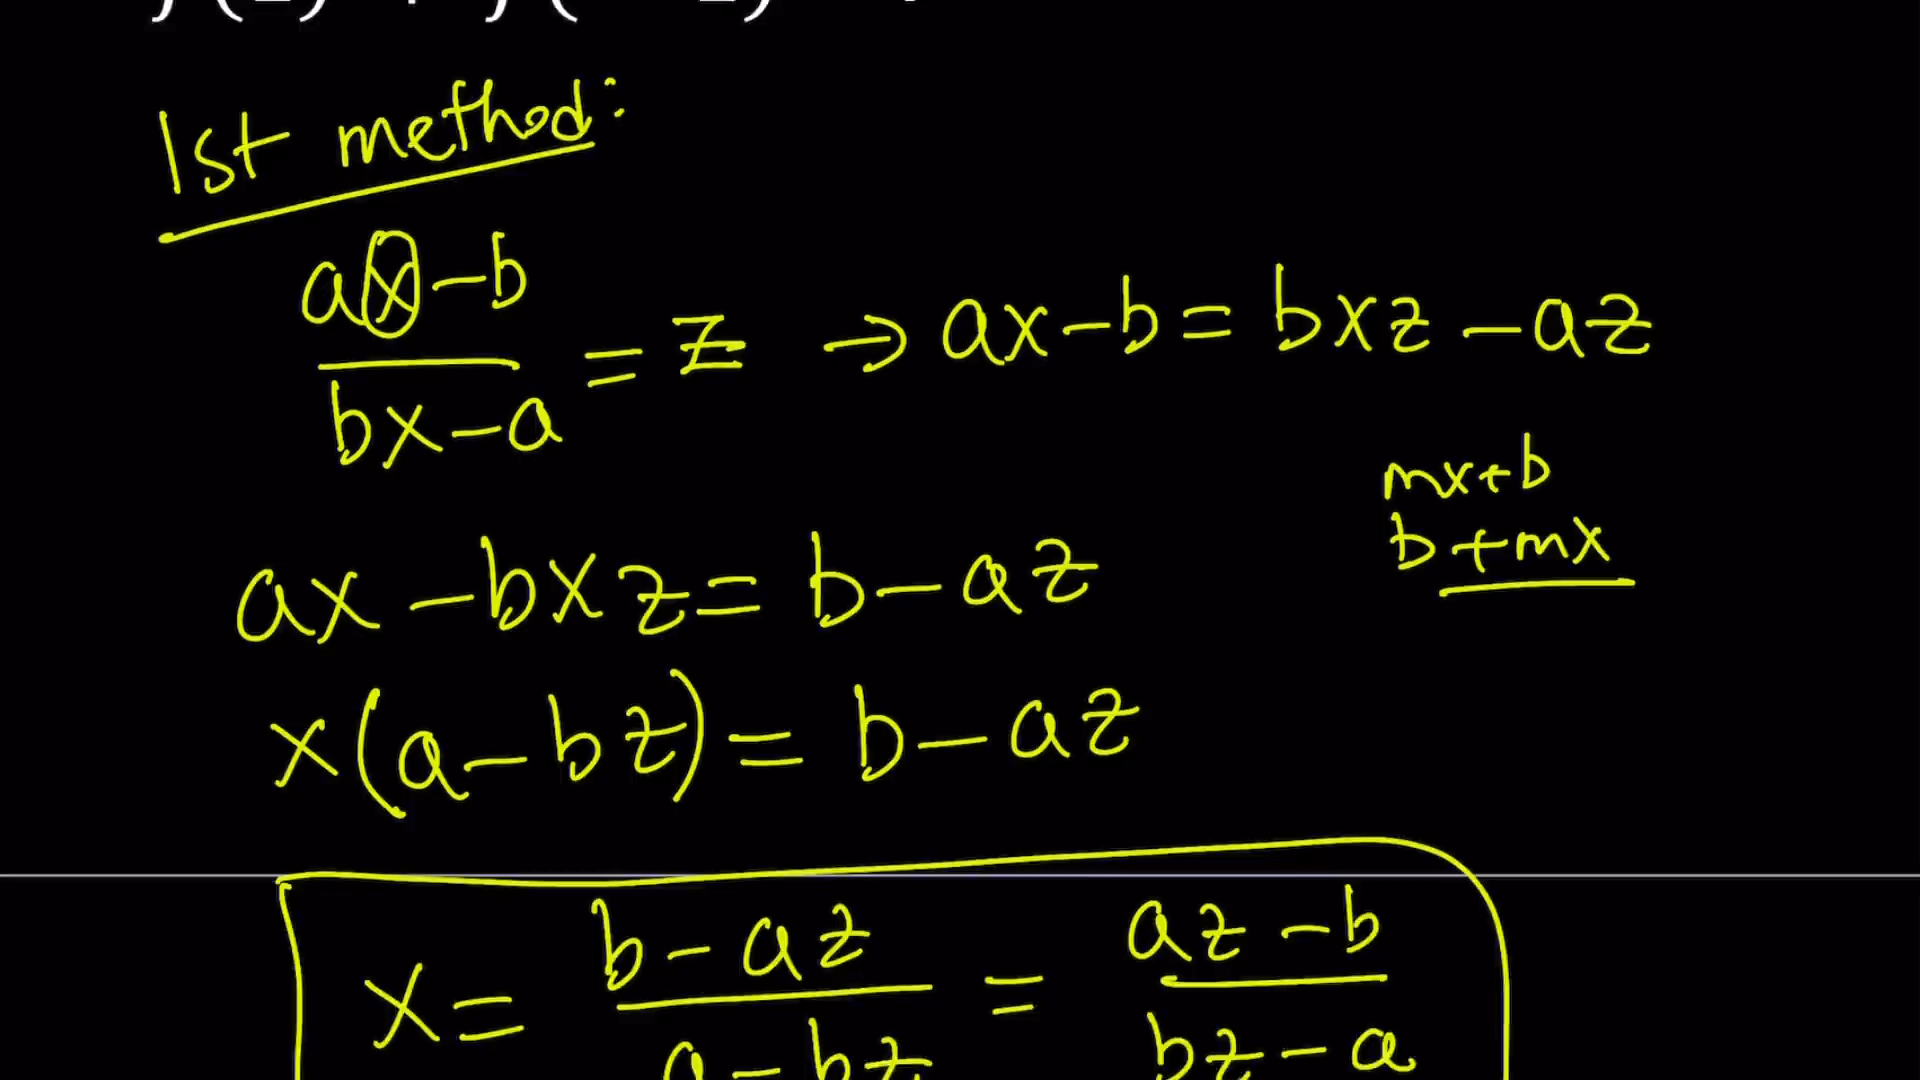 1st method:
ax-b
bx-a
= z → ax-b = bxz - az
mx+b
b+mx
ax - bxz = b - az
x(a - bz) = b - az
x = b - az / a - bz = az - b / bz - a